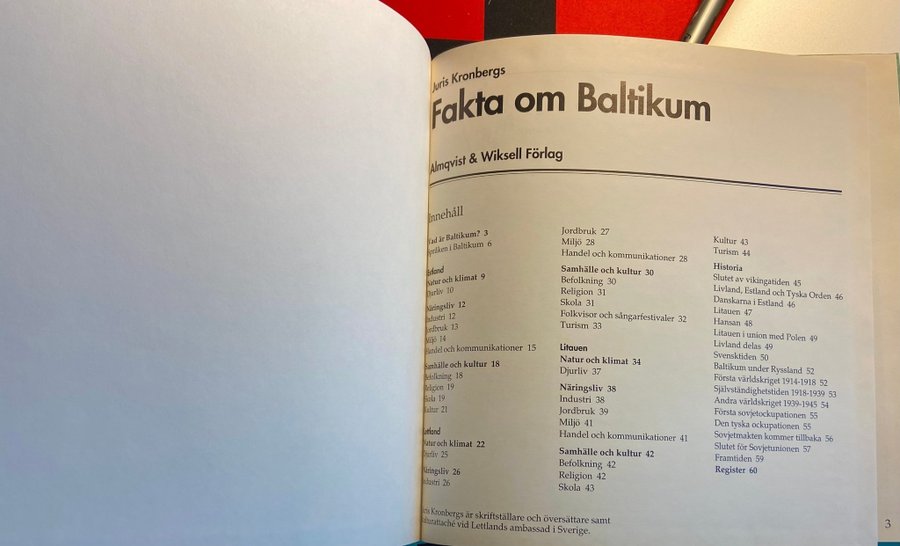 Juris Kronbergs
Fakta om Baltikum
Almqvist & Wiksell Förlag
Innehåll
Vad är Baltikum? 3
Språken i Baltikum 6
Estland
Natur och klimat 9
Djurliv 10
Näringsliv 12
Industri 12
Jordbruk 13
Miljö 14
Handel och kommunikationer 15
Samhälle och kultur 18
Befolkning 18
Religion 19
Skola 19
Kultur 21
Lettland
Natur och klimat 22
Djurliv 25
Näringsliv 26
Industri 26
Jordbruk 27
Miljö 28
Handel och kommunikationer 28
Samhälle och kultur 30
Befolkning 30
Religion 31
Skola 31
Folkvisor och sångarfestivaler 32
Turism 33
Litauen
Natur och klimat 34
Djurliv 37
Näringsliv 38
Industri 38
Jordbruk 39
Miljö 41
Handel och kommunikationer 41
Samhälle och kultur 42
Befolkning 42
Religion 42
Skola 43
Kultur 43
Turism 44
Historia
Slutet av vikingatiden 45
Livland, Estland och Tyska Orden 46
Danskarna i Estland 46
Litauen 47
Hansan 48
Litauen i union med Polen 49
Livland delas 49
Svensktiden 50
Baltikum under Ryssland 52
Första världskriget 1914-1918 52
Självständighetstiden 1918-1939 53
Andra världskriget 1939-1945 54
Första sovjetockupationen 55
Den tyska ockupationen 55
Sovjetmakten kommer tillbaka 56
Slutet för Sovjetunionen 57
Framtiden 59
Register 60
Juris Kronbergs är skriftställare och översättare samt
kulturattaché vid Lettlands ambassad i Sverige.
3